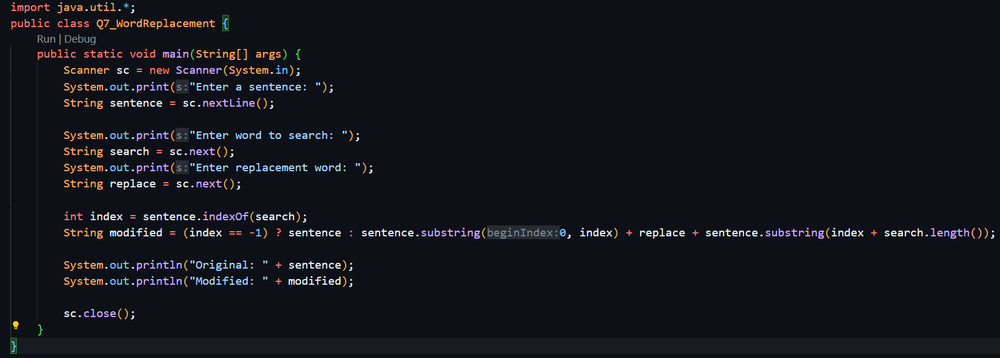 import java.util.*;
public class Q7_WordReplacement {
Run | Debug
public static void main(String[] args) {
Scanner sc = new Scanner(System.in);
System.out.print(s:"Enter a sentence: ");
String sentence = sc.nextLine();
System.out.print(s:"Enter word to search: ");
String search = sc.next();
System.out.print(s:"Enter replacement word: ");
String replace = sc.next();
int index = sentence.indexOf(search);
String modified = (index == -1) ? sentence : sentence.substring(beginIndex:0, index) + replace + sentence.substring(index + search.length());
System.out.println("Original: " + sentence);
System.out.println("Modified: " + modified);
sc.close();
}
}